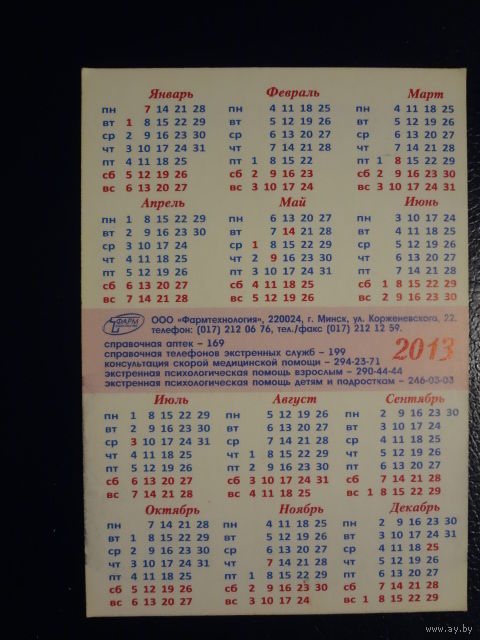 Январь Февраль Март
пн 7 14 21 28 пн 4 11 18 25 пн 4 11 18 25
вт 1 8 15 22 29 вт 5 12 19 26 вт 5 12 19 26
ср 2 9 16 23 30 ср 6 13 20 27 ср 6 13 20 27
чт 3 10 17 24 31 чт 7 14 21 28 чт 7 14 21 28
пт 4 11 18 25 пт 1 8 15 22 пт 1 8 15 22 29
сб 5 12 19 26 сб 2 9 16 23 сб 2 9 16 23 30
вс 6 13 20 27 вс 3 10 17 24 вс 3 10 17 24 31
Апрель Май Июнь
пн 1 8 15 22 29 пн 6 13 20 27 пн 3 10 17 24
вт 2 9 16 23 30 вт 7 14 21 28 вт 4 11 18 25
ср 3 10 17 24 ср 1 8 15 22 29 ср 5 12 19 26
чт 4 11 18 25 чт 2 9 16 23 30 чт 6 13 20 27
пт 5 12 19 26 пт 3 10 17 24 31 пт 7 14 21 28
сб 6 13 20 27 сб 4 11 18 25 сб 1 8 15 22 29
вс 7 14 21 28 вс 5 12 19 26 вс 2 9 16 23 30
ФАРМ ООО "Фармтехнология", 220024, г. Минск, ул. Корженевского, 22.
телефон: (017) 212 06 76, тел./факс (017) 212 12 59.
справочная аптек – 169
справочная телефонов экстренных служб – 199
консультация скорой медицинской помощи – 294-23-71
экстренная психологическая помощь взрослым – 290-44-44
экстренная психологическая помощь детям и подросткам – 246-03-03
2013
Июль Август Сентябрь
пн 1 8 15 22 29 пн 5 12 19 26 пн 2 9 16 23 30
вт 2 9 16 23 30 вт 6 13 20 27 вт 3 10 17 24
ср 3 10 17 24 31 ср 7 14 21 28 ср 4 11 18 25
чт 4 11 18 25 чт 1 8 15 22 29 чт 5 12 19 26
пт 5 12 19 26 пт 2 9 16 23 30 пт 6 13 20 27
сб 6 13 20 27 сб 3 10 17 24 31 сб 7 14 21 28
вс 7 14 21 28 вс 4 11 18 25 вс 1 8 15 22 29
Октябрь Ноябрь Декабрь
пн 7 14 21 28 пн 4 11 18 25 пн 2 9 16 23 30
вт 1 8 15 22 29 вт 5 12 19 26 вт 3 10 17 24 31
ср 2 9 16 23 30 ср 6 13 20 27 ср 4 11 18 25
чт 3 10 17 24 31 чт 7 14 21 28 чт 5 12 19 26
пт 4 11 18 25 пт 1 8 15 22 29 пт 6 13 20 27
сб 5 12 19 26 сб 2 9 16 23 30 сб 7 14 21 28
вс 6 13 20 27 вс 3 10 17 24 вс 1 8 15 22 29
www.ay.by